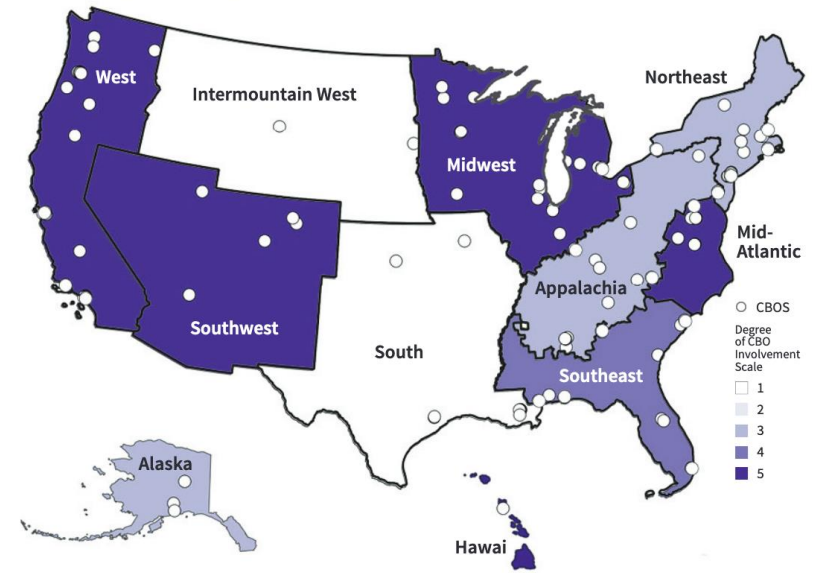 Northeast
West
Intermountain West
Midwest
Mid-
Atlantic
Appalachia
CBOS
Southwest
Degree
of CBO
Involvement
Scale
South
Southeast
1
2
3
4
5
Alaska
Hawai